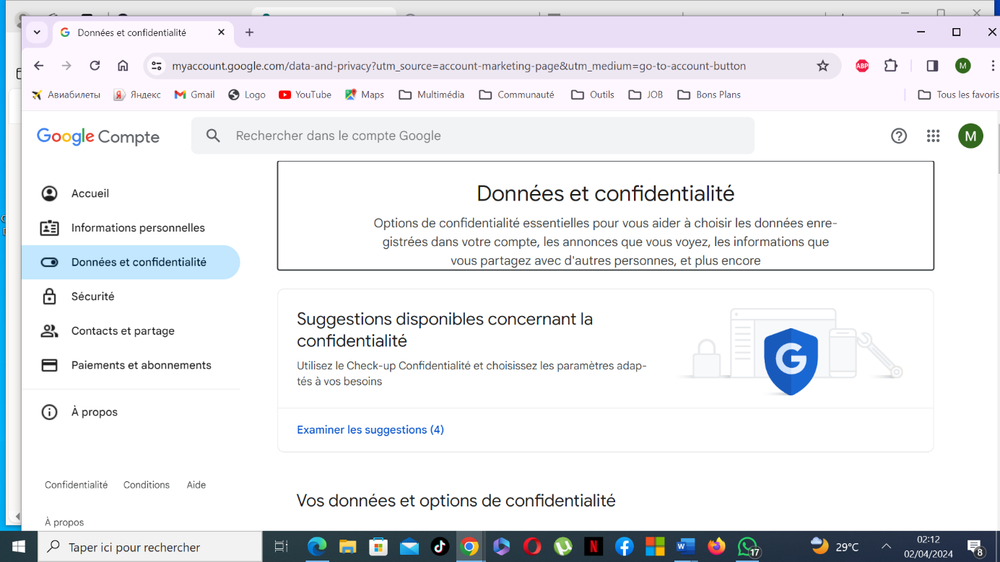 Données et confidentialité
myaccount.google.com/data-and-privacy?utm_source=account-marketing-page&utm_medium=go-to-account-button
ABP
M
Авиабилеты
Яндекс
Gmail
Logo
YouTube
Maps
Multimédia
Communauté
Outils
JOB
Bons Plans
Tous les favoris
Google Compte
Rechercher dans le compte Google
M
Accueil
Informations personnelles
Données et confidentialité
Sécurité
Contacts et partage
Paiements et abonnements
À propos
Confidentialité Conditions Aide
À propos
Données et confidentialité
Options de confidentialité essentielles pour vous aider à choisir les données enre-
gistrées dans votre compte, les annonces que vous voyez, les informations que
vous partagez avec d'autres personnes, et plus encore
Suggestions disponibles concernant la
confidentialité
Utilisez le Check-up Confidentialité et choisissez les paramètres adap-
tés à vos besoins
G
Examiner les suggestions (4)
Vos données et options de confidentialité
Taper ici pour rechercher
17
29°C
02:12
02/04/2024
8